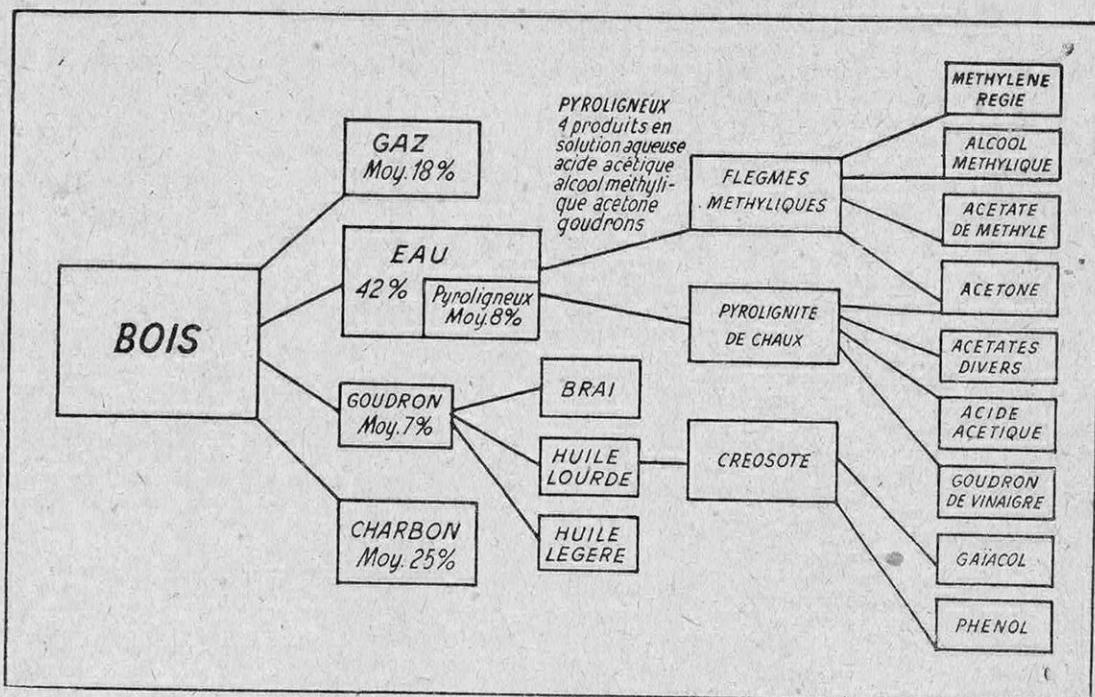 BOIS
GAZ
Moy. 18%
EAU
42%
Pyroligneux
Moy. 8%
GOUDRON
Moy. 7%
CHARBON
Moy. 25%
PYROLIGNEUX
4 produits en
solution aqueuse
acide acétique
alcool méthyli-
que acetone
goudrons
BRAI
HUILE
LOURDE
HUILE
LEGERE
FLEGMES
METHYLIQUES
PYROLIGNITE
DE CHAUX
CREOSOTE
METHYLENE
REGIE
ALCOOL
METHYLIQUE
ACETATE
DE METHYLE
ACETONE
ACETATES
DIVERS
ACIDE
ACETIQUE
GOUDRON
DE VINAIGRE
GAÏACOL
PHENOL